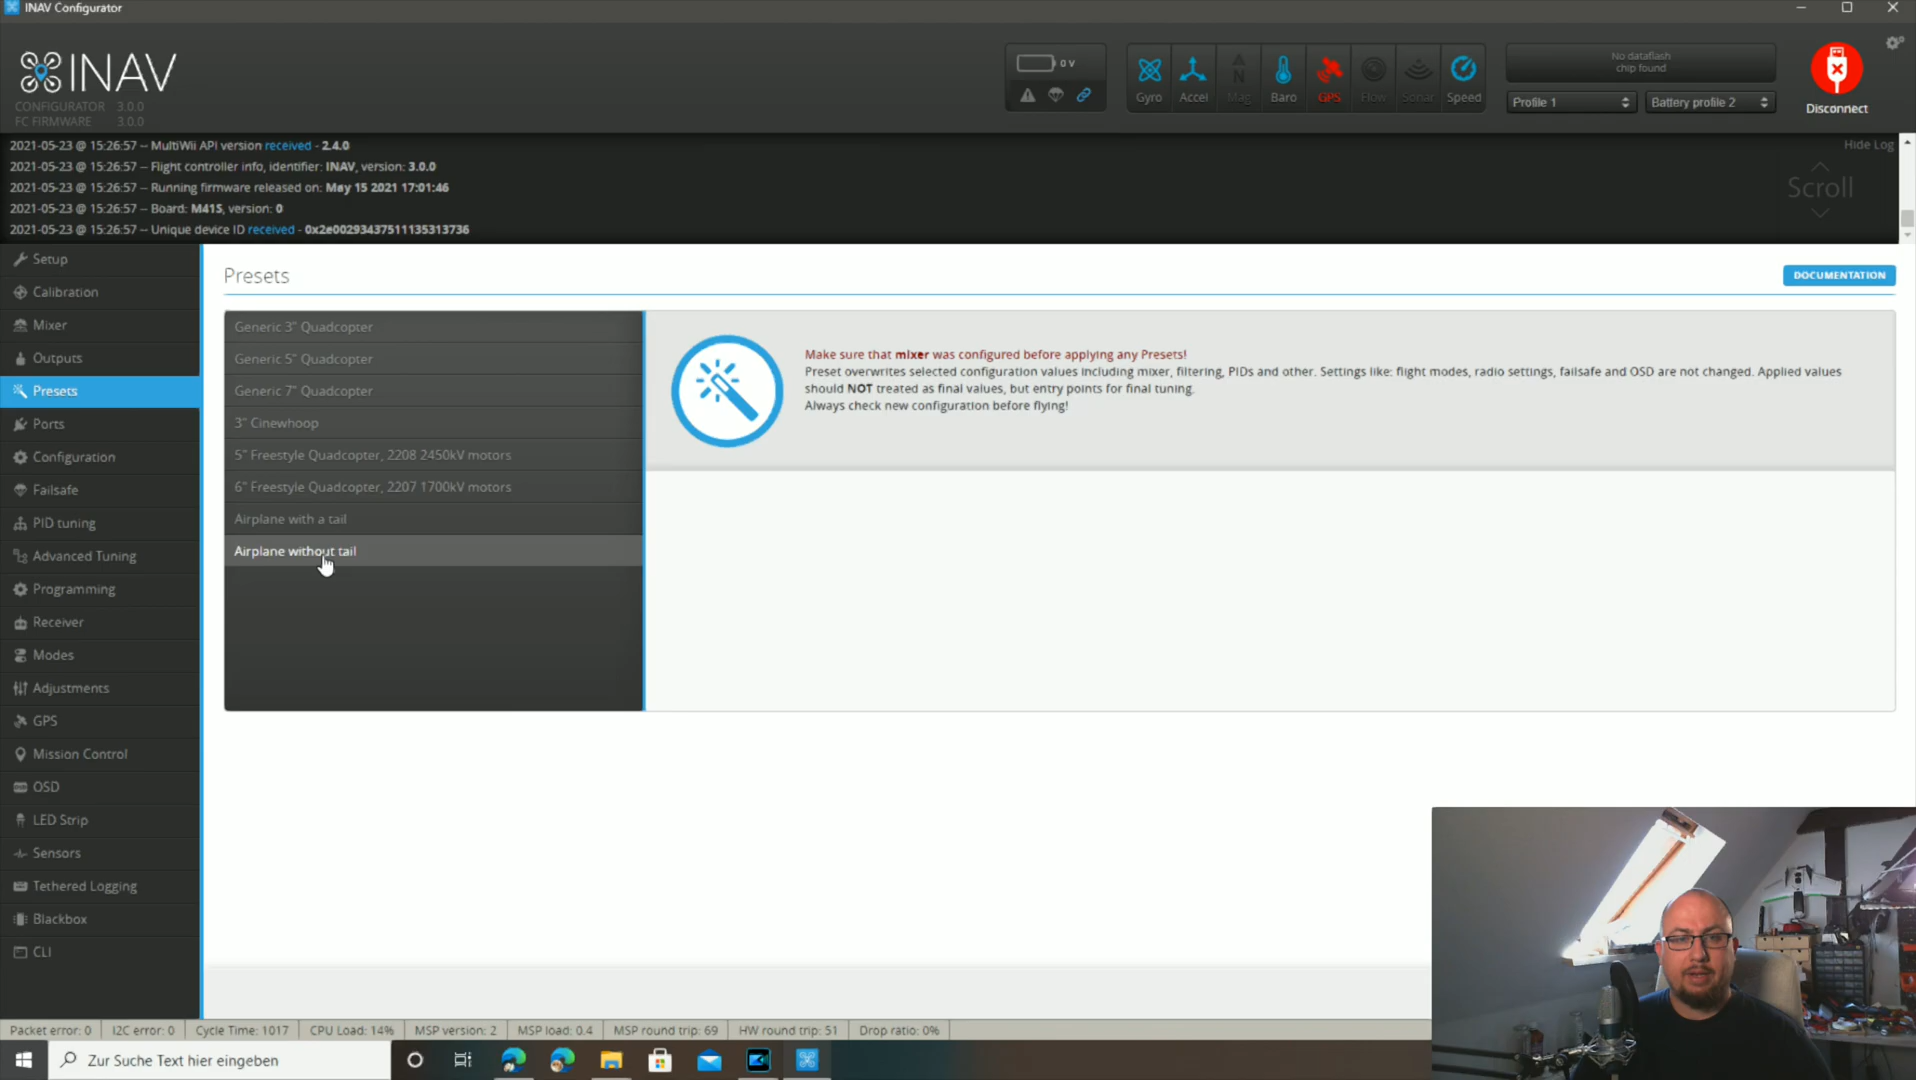 INAV Configurator
INAV
CONFIGURATOR 3.0.0
FC FIRMWARE 3.0.0
0 V
Gyro
Accel
Mag
Baro
GPS
Flow
Sonar
Speed
No dataflash
chip found
Profile 1
Battery profile 2
Disconnect
2021-05-23 @ 15:26:57 -- MultiWii API version received - 2.4.0
2021-05-23 @ 15:26:57 -- Flight controller info, identifier: INAV, version: 3.0.0
2021-05-23 @ 15:26:57 -- Running firmware released on: May 15 2021 17:01:46
2021-05-23 @ 15:26:57 -- Board: M41S, version: 0
2021-05-23 @ 15:26:57 -- Unique device ID received - 0x2e00293437511135313736
Hide Log
Scroll
Setup
Calibration
Mixer
Outputs
Presets
Ports
Configuration
Failsafe
PID tuning
Advanced Tuning
Programming
Receiver
Modes
Adjustments
GPS
Mission Control
OSD
LED Strip
Sensors
Tethered Logging
Blackbox
CLI
Presets
DOCUMENTATION
Generic 3" Quadcopter
Generic 5" Quadcopter
Generic 7" Quadcopter
3" Cinewhoop
5" Freestyle Quadcopter, 2208 2450kV motors
6" Freestyle Quadcopter, 2207 1700kV motors
Airplane with a tail
Airplane without tail
Make sure that mixer was configured before applying any Presets!
Preset overwrites selected configuration values including mixer, filtering, PIDs and other. Settings like: flight modes, radio settings, failsafe and OSD are not changed. Applied values
should NOT treated as final values, but entry points for final tuning.
Always check new configuration before flying!
Packet error: 0
I2C error: 0
Cycle Time: 1017
CPU Load: 14%
MSP version: 2
MSP load: 0.4
MSP round trip: 69
HW round trip: 51
Drop ratio: 0%
Zur Suche Text hier eingeben